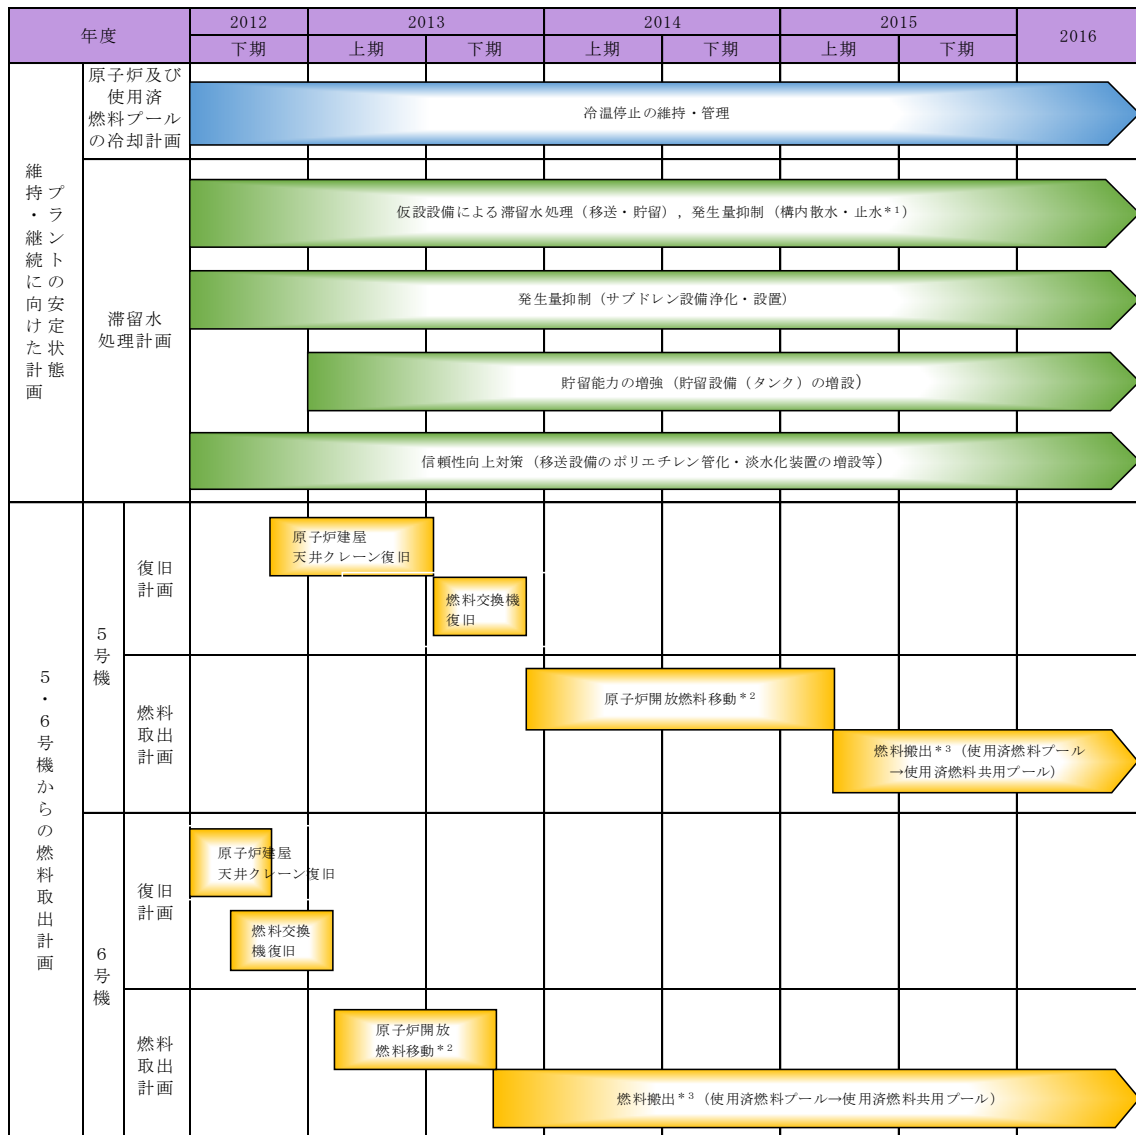 年度
2012
2013
2014
2015
2016
下期
上期
下期
上期
下期
上期
下期
プラントの安定状態
維持・継続に向けた計画
原子炉及び
使用済
燃料プール
の冷却計画
冷温停止の維持・管理
滞留水
処理計画
仮設設備による滞留水処理（移送・貯留），発生量抑制（構内散水・止水*1）
発生量抑制（サブドレン設備浄化・設置）
貯留能力の増強（貯留設備（タンク）の増設）
信頼性向上対策（移送設備のポリエチレン管化・淡水化装置の増設等）
5・6号機からの燃料取出計画
5号機
復旧
計画
原子炉建屋
天井クレーン復旧
燃料交換機
復旧
燃料
取出
計画
原子炉開放燃料移動*2
燃料搬出*3（使用済燃料プール
→使用済燃料共用プール）
6号機
復旧
計画
原子炉建屋
天井クレーン復旧
燃料交換
機復旧
燃料
取出
計画
原子炉開放
燃料移動*2
燃料搬出*3（使用済燃料プール→使用済燃料共用プール）